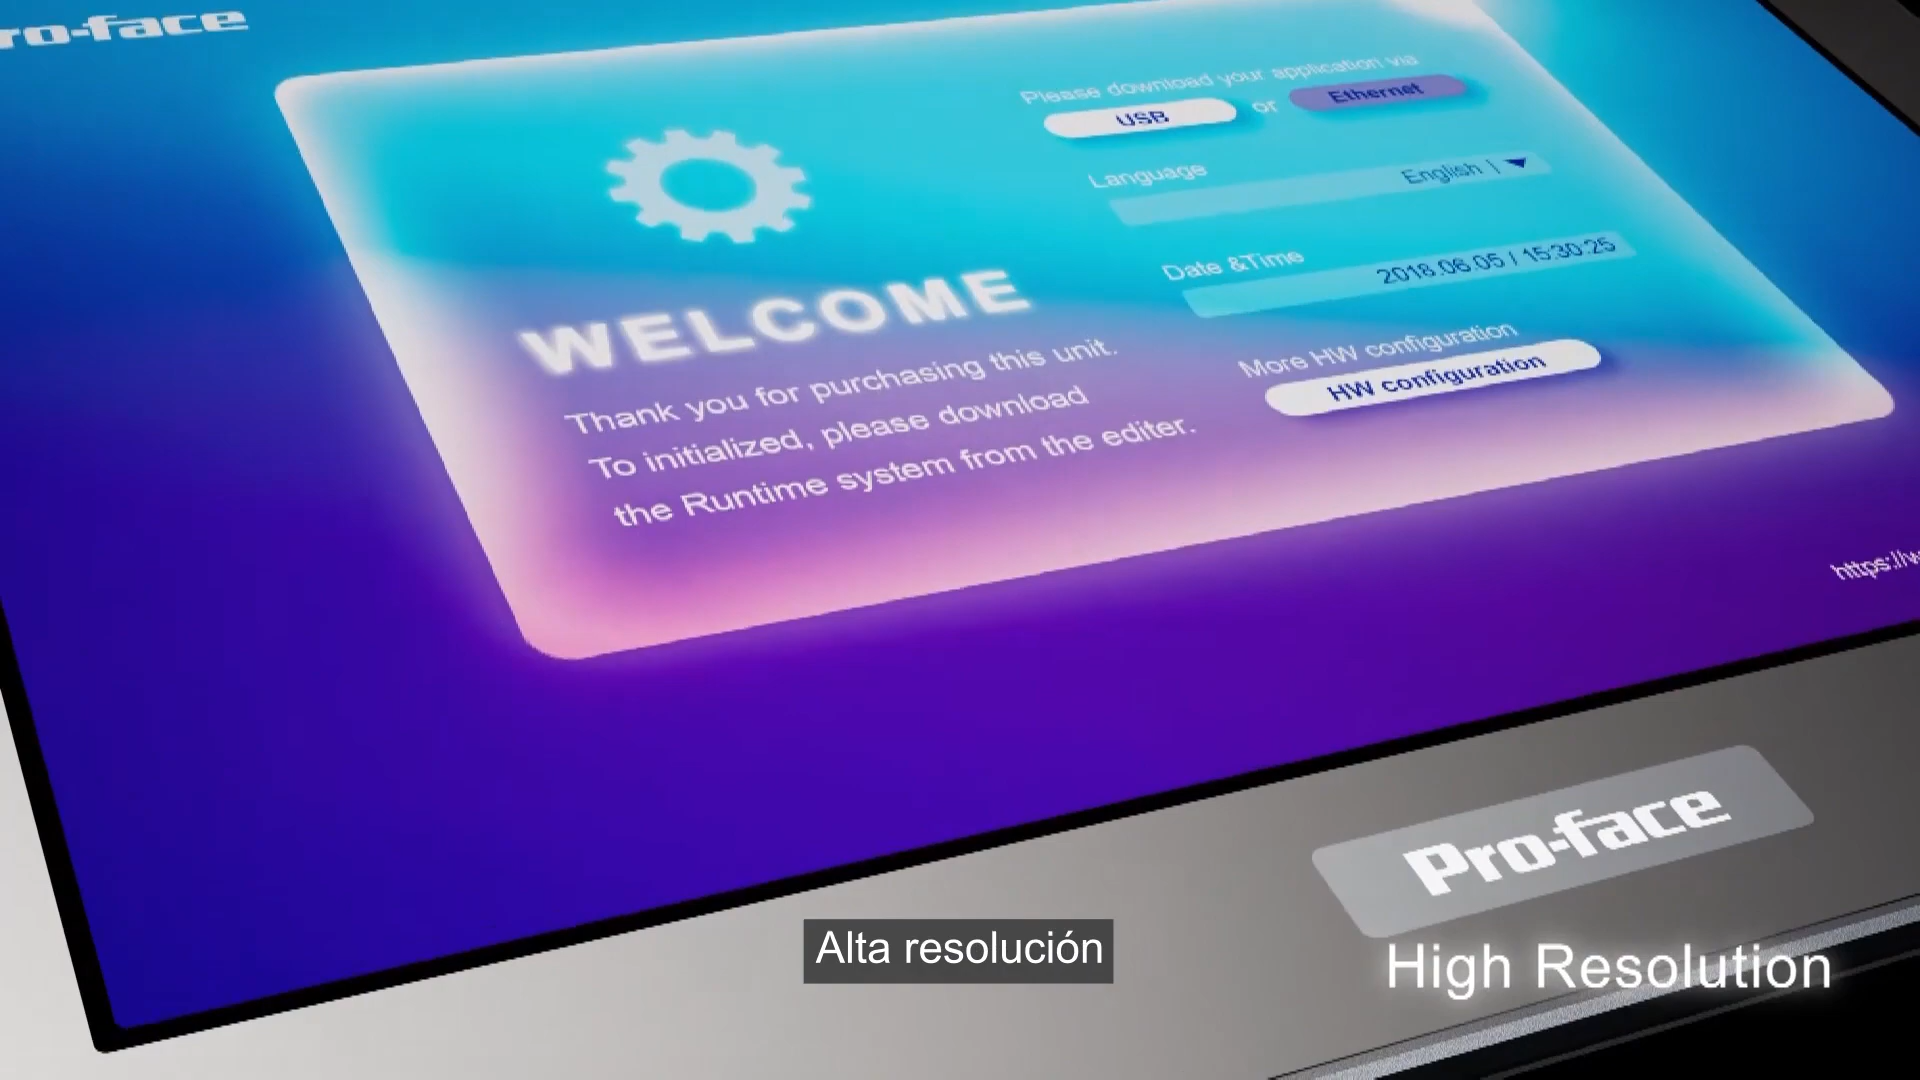 ro-face
Please download your application via
USB or Ethernet
Language
English |
Date &Time
2018.06.05 / 15:30:25
More HW configuration
HW configuration
WELCOME
Thank you for purchasing this unit.
To initialized, please download
the Runtime system from the editer.
https://w
Pro-face
Alta resolución
High Resolution